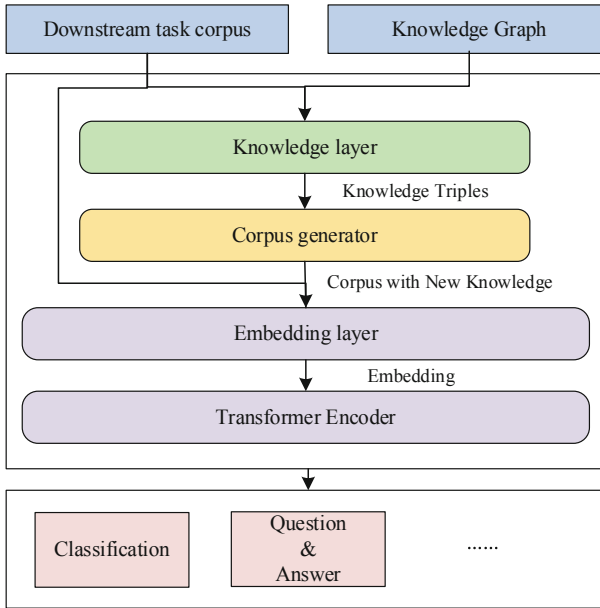 Downstream task corpus
Knowledge Graph
Knowledge layer
Knowledge Triples
Corpus generator
Corpus with New Knowledge
Embedding layer
Embedding
Transformer Encoder
Classification
Question
&
Answer
......